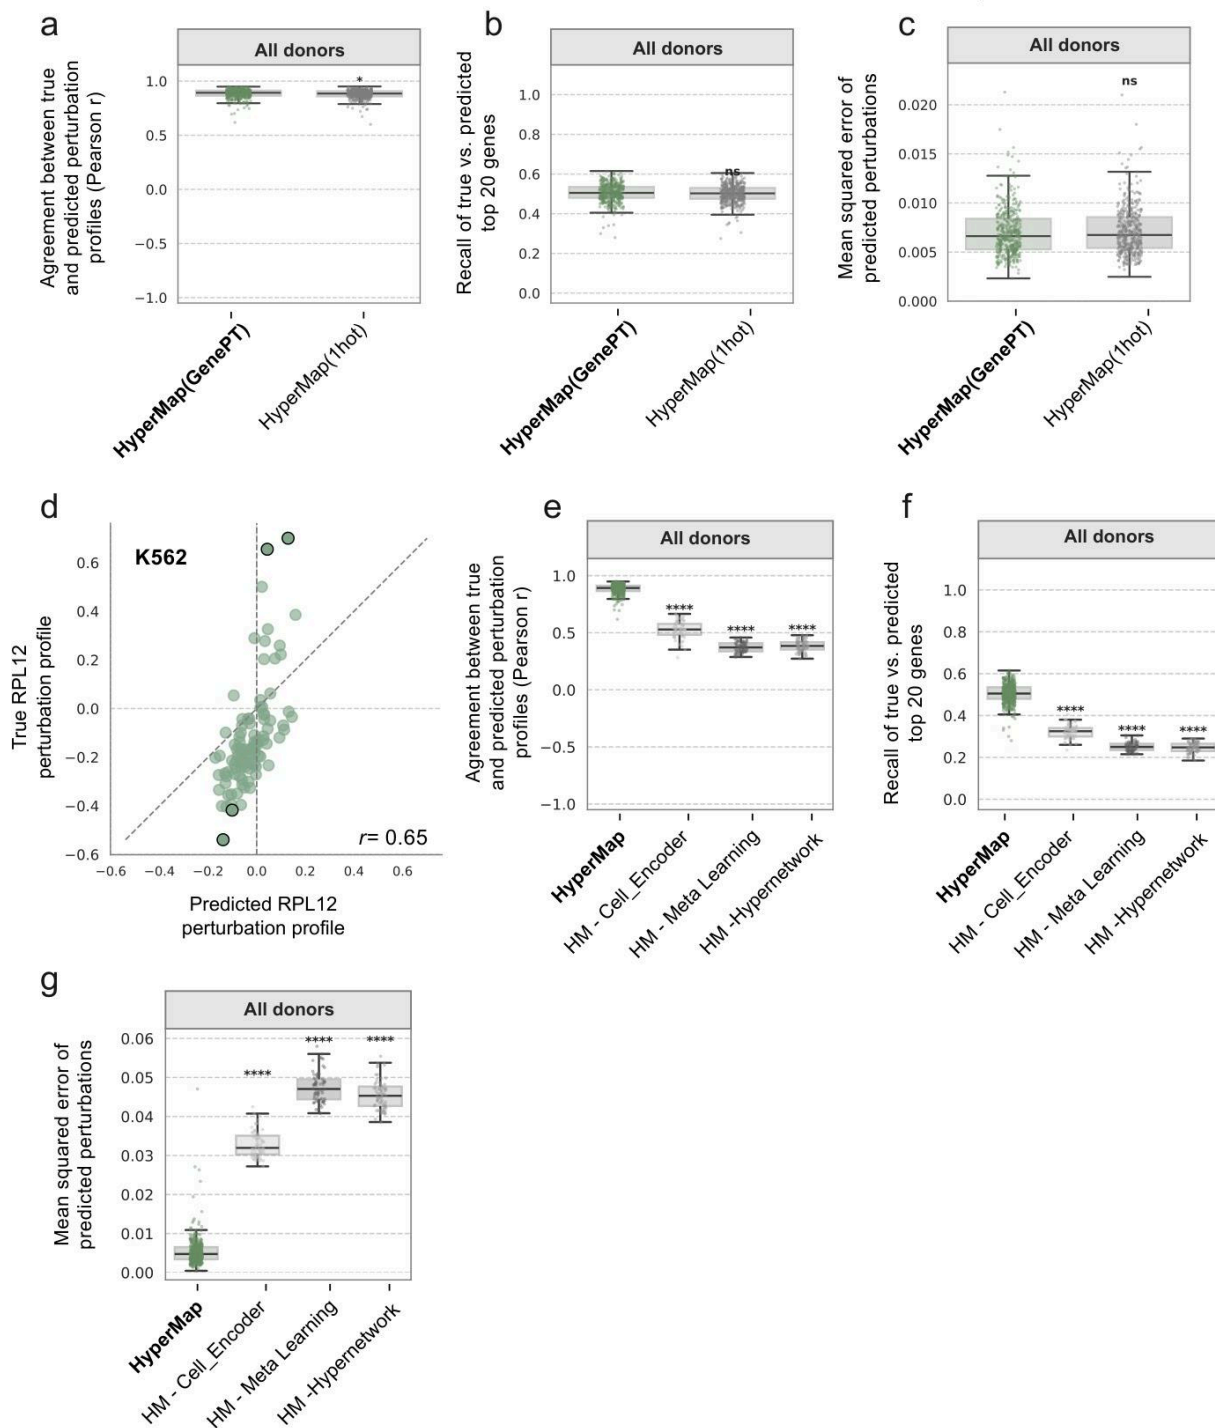 a
All donors
Agreement between true
and predicted perturbation
profiles (Pearson r)
1.0
0.5
0.0
−0.5
−1.0
*
HyperMap(GenePT)
HyperMap(1hot)
b
All donors
Recall of true vs. predicted
top 20 genes
1.0
0.8
0.6
0.4
0.2
0.0
ns
HyperMap(GenePT)
HyperMap(1hot)
c
All donors
Mean squared error of
predicted perturbations
0.020
0.015
0.010
0.005
0.000
ns
HyperMap(GenePT)
HyperMap(1hot)
d
K562
True RPL12
perturbation profile
0.6
0.4
0.2
0.0
−0.2
−0.4
−0.6
r= 0.65
−0.6
−0.4
−0.2
0.0
0.2
0.4
0.6
Predicted RPL12
perturbation profile
e
All donors
Agreement between true
and predicted perturbation
profiles (Pearson r)
1.0
0.5
0.0
−0.5
−1.0
****
****
****
HyperMap
HM - Cell_Encoder
HM - Meta Learning
HM -Hypernetwork
f
All donors
Recall of true vs. predicted
top 20 genes
1.0
0.8
0.6
0.4
0.2
0.0
****
****
****
HyperMap
HM - Cell_Encoder
HM - Meta Learning
HM -Hypernetwork
g
All donors
Mean squared error of
predicted perturbations
0.06
0.05
0.04
0.03
0.02
0.01
0.00
****
****
****
HyperMap
HM - Cell_Encoder
HM - Meta Learning
HM -Hypernetwork